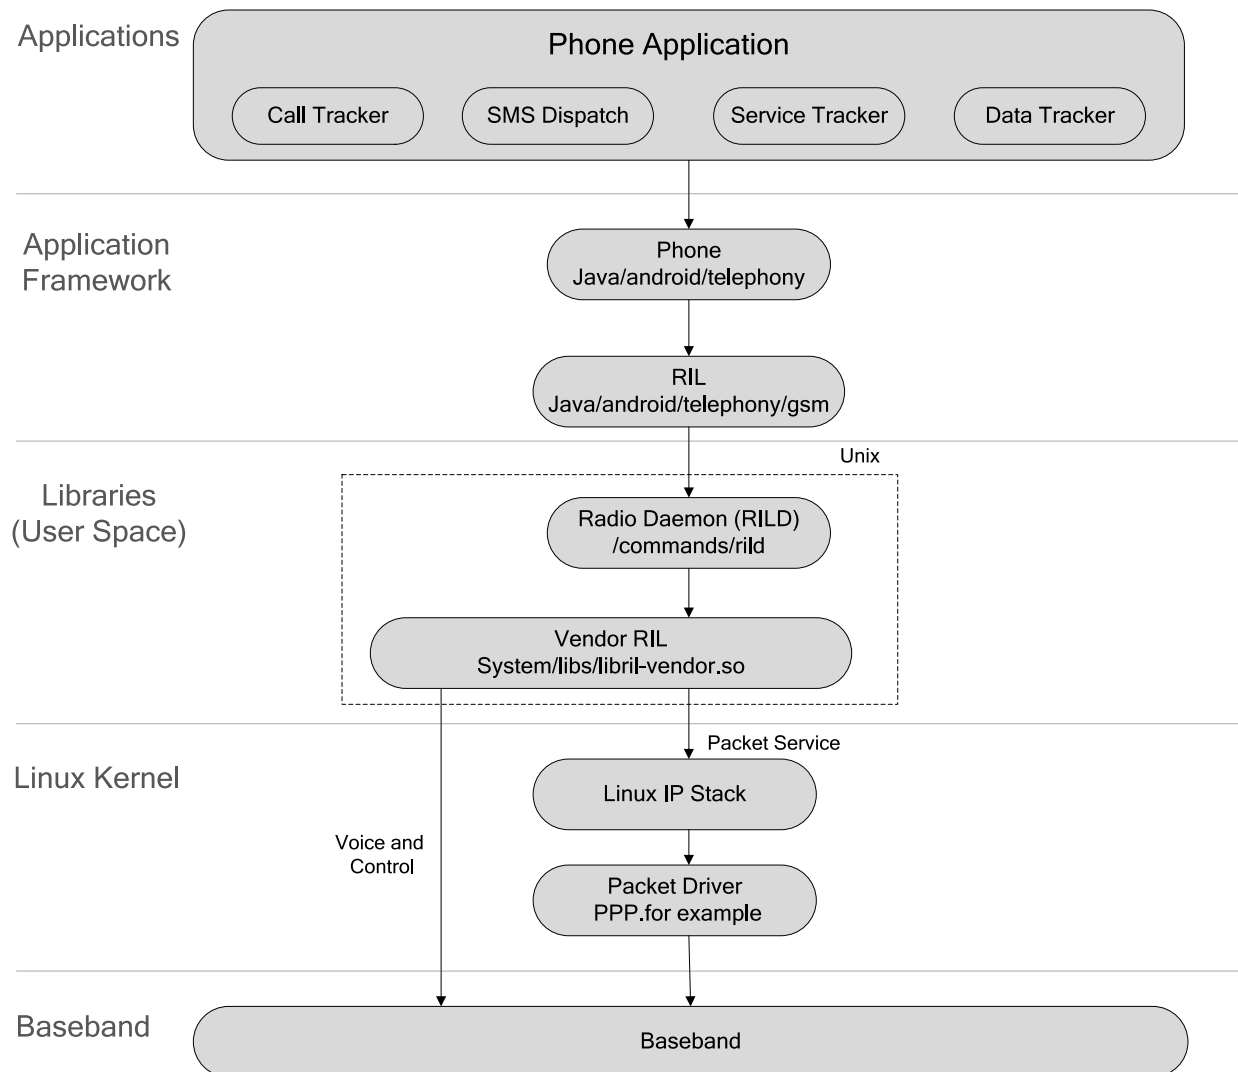 Applications
Phone Application
Call Tracker
SMS Dispatch
Service Tracker
Data Tracker
Application
Framework
Phone
Java/android/telephony
RIL
Java/android/telephony/gsm
Unix
Libraries
(User Space)
Radio Daemon (RILD)
/commands/rild
Vendor RIL
System/libs/libril-vendor.so
Packet Service
Linux Kernel
Linux IP Stack
Voice and
Control
Packet Driver
PPP.for example
Baseband
Baseband